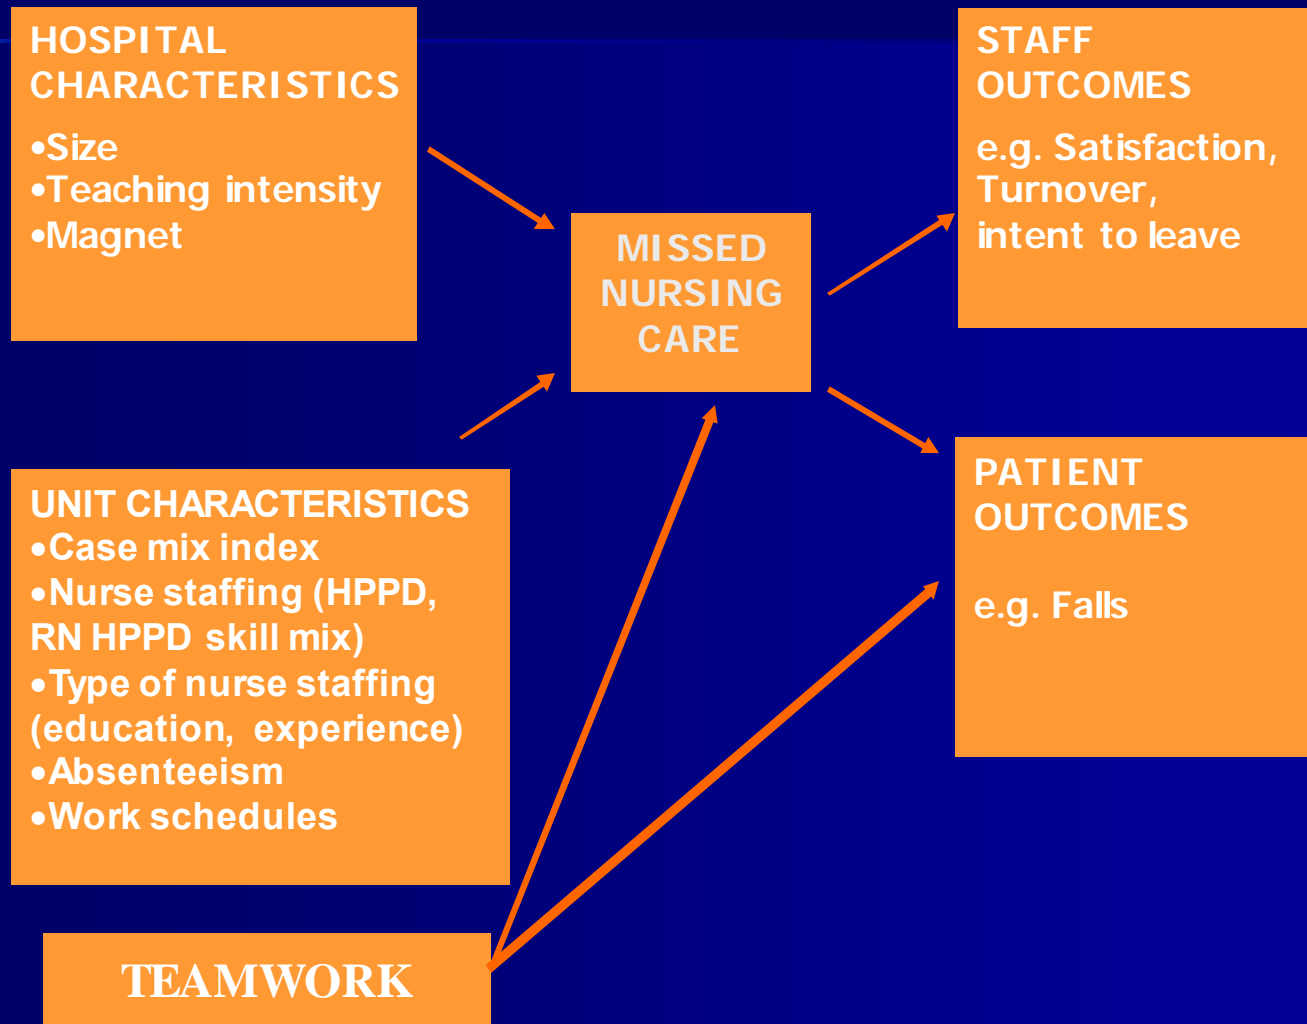 HOSPITAL
CHARACTERISTICS
•Size
•Teaching intensity
•Magnet
STAFF
OUTCOMES
e.g. Satisfaction,
Turnover,
intent to leave
MISSED
NURSING
CARE
UNIT CHARACTERISTICS
•Case mix index
•Nurse staffing (HPPD,
RN HPPD skill mix)
•Type of nurse staffing
(education, experience)
•Absenteeism
•Work schedules
PATIENT
OUTCOMES
e.g. Falls
TEAMWORK